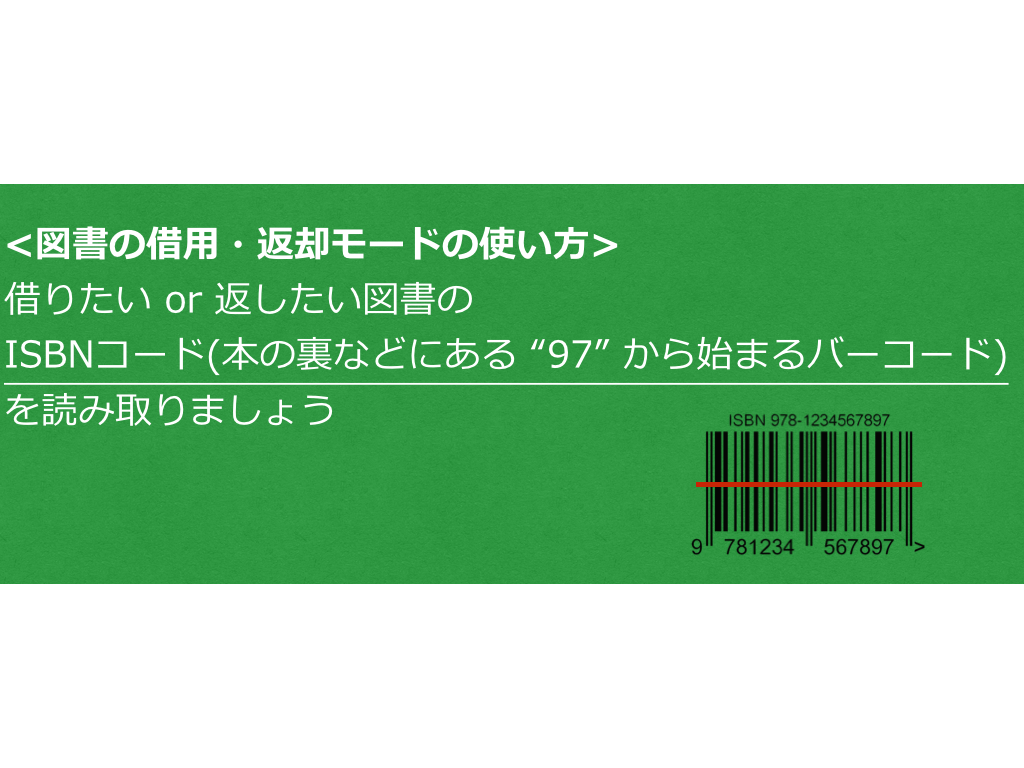 <図書の借用・返却モードの使い方>
借りたい or 返したい図書の
ISBNコード(本の裏などにある “97” から始まるバーコード)
を読み取りましょう
ISBN 978-1234567897
9 781234 567897 >